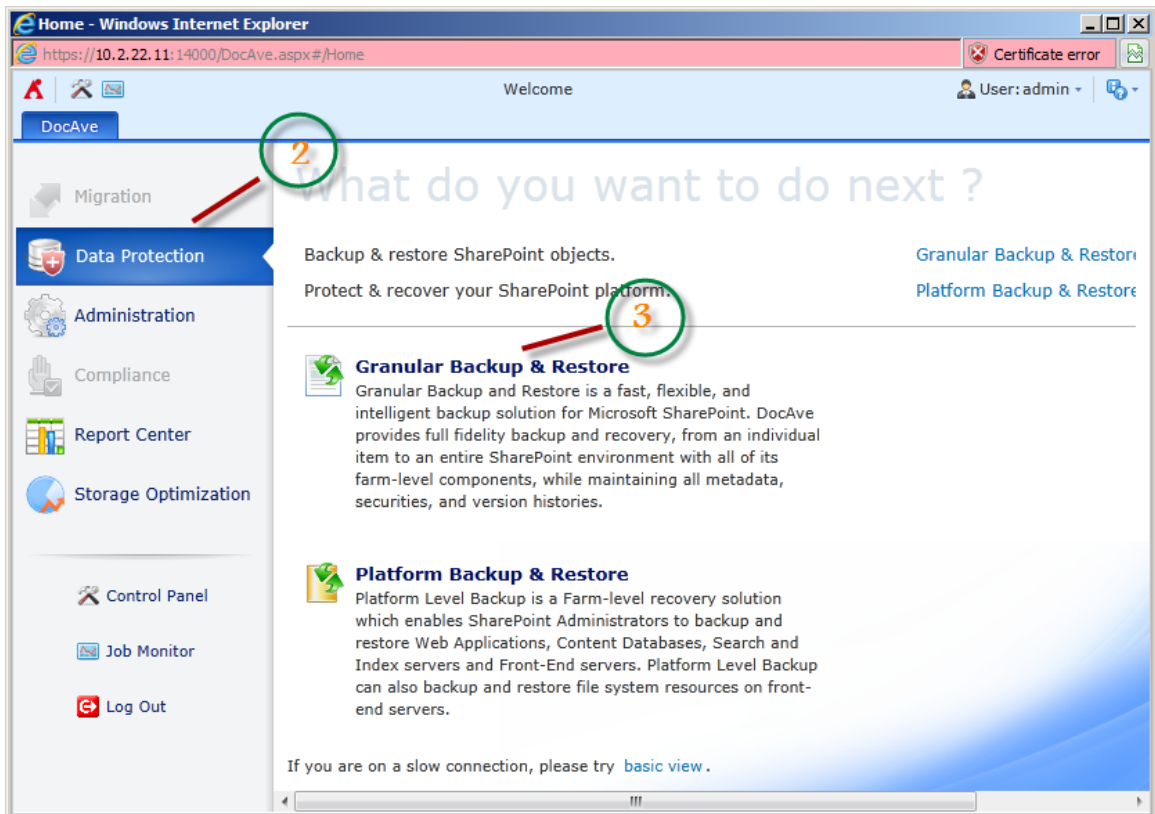 Home - Windows Internet Explorer
https://10.2.22.11:14000/DocAve.aspx#/Home
Certificate error
Welcome
User: admin
DocAve
2
What do you want to do next ?
Migration
Data Protection
Administration
Compliance
Report Center
Storage Optimization
Control Panel
Job Monitor
Log Out
Backup & restore SharePoint objects.
Granular Backup & Restore
Protect & recover your SharePoint platform.
Platform Backup & Restore
3
Granular Backup & Restore
Granular Backup and Restore is a fast, flexible, and
intelligent backup solution for Microsoft SharePoint. DocAve
provides full fidelity backup and recovery, from an individual
item to an entire SharePoint environment with all of its
farm-level components, while maintaining all metadata,
securities, and version histories.
Platform Backup & Restore
Platform Level Backup is a Farm-level recovery solution
which enables SharePoint Administrators to backup and
restore Web Applications, Content Databases, Search and
Index servers and Front-End servers. Platform Level Backup
can also backup and restore file system resources on front-
end servers.
If you are on a slow connection, please try basic view.